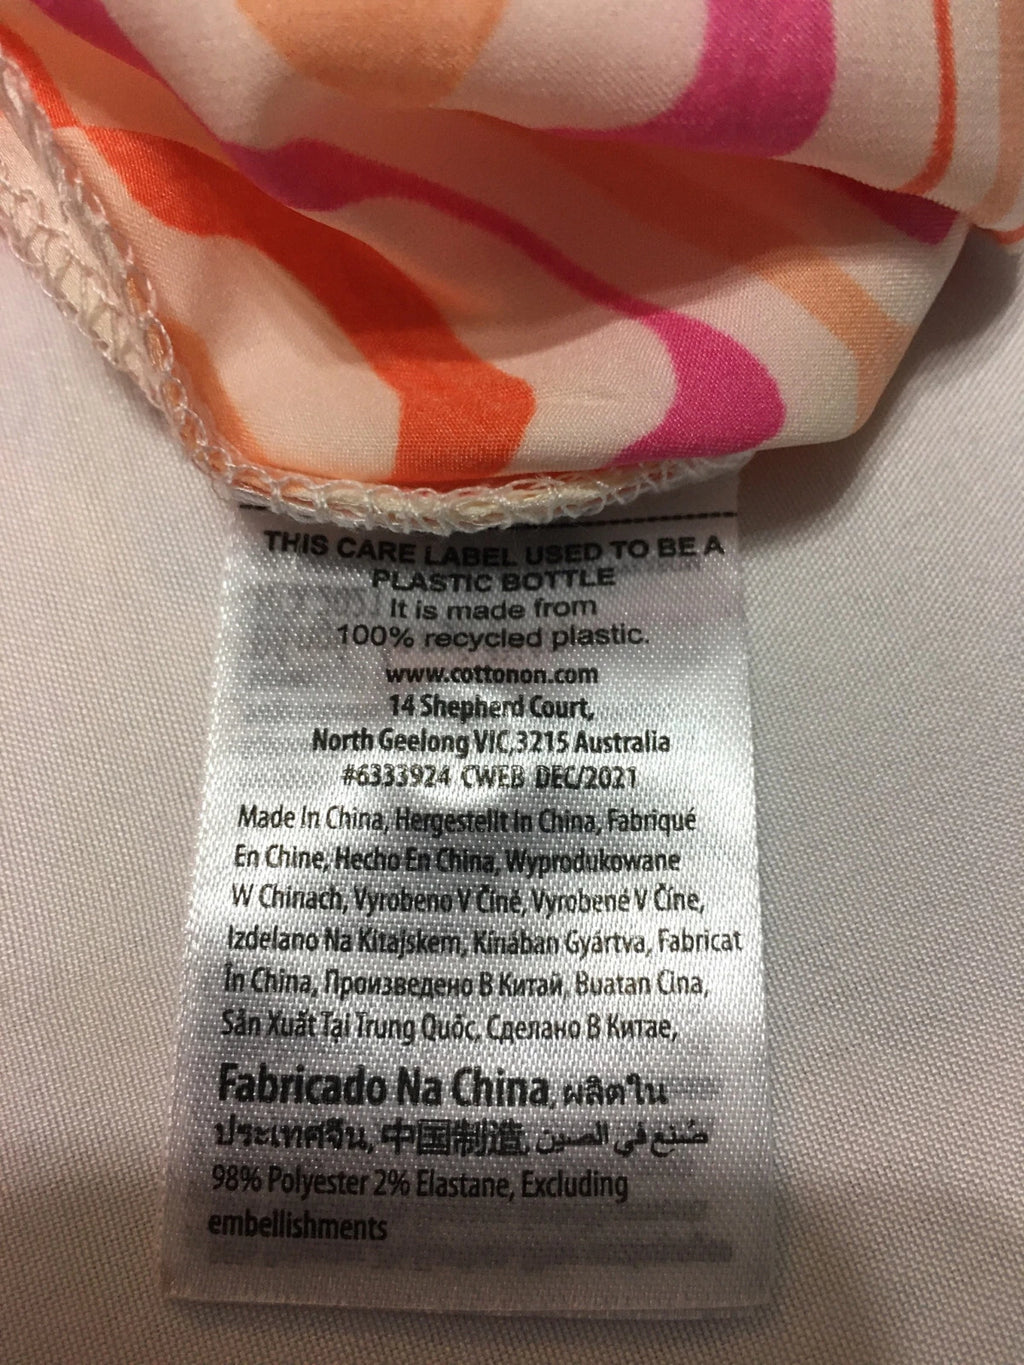 THIS CARE LABEL USED TO BE A
PLASTIC BOTTLE
It is made from
100% recycled plastic.
www.cottonon.com
14 Shepherd Court,
North Geelong VIC,3215 Australia
#6333924 CWEB DEC/2021
Made In China, Hergestellt In China, Fabriqué
En Chine, Hecho En China, Wyprodukowane
W Chinach, Vyrobeno V Číně, Vyrobené V Číne,
Izdelano Na Kitajskem, Kínában Gyártva, Fabricat
În China, Произведено В Китай, Buatan Cina,
Sản Xuất Tại Trung Quốc, Сделано В Китае,
Fabricado Na China, ผลิตใน
ประเทศจีน, 中国制造, صُنع في الصين
98% Polyester 2% Elastane, Excluding
embellishments